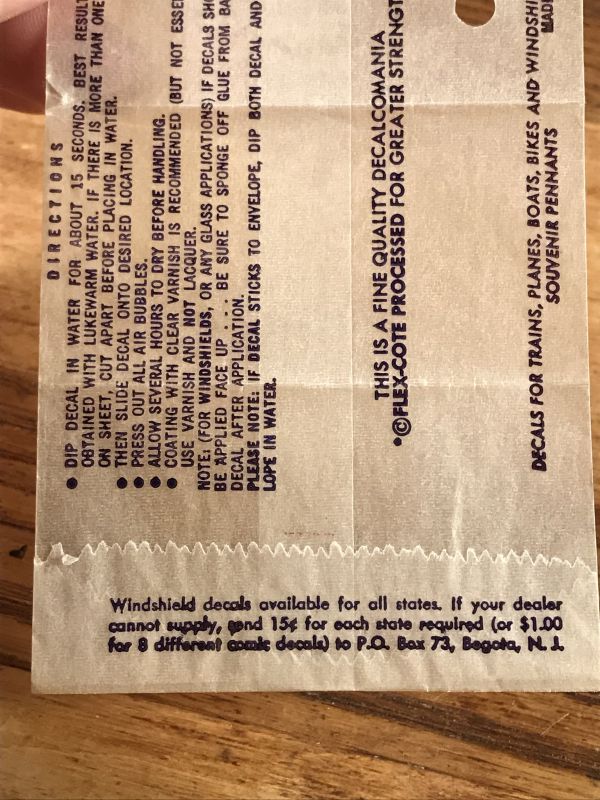 DIRECTIONS
● DIP DECAL IN WATER FOR ABOUT 15 SECONDS. BEST RESULT
OBTAINED WITH LUKEWARM WATER. IF THERE IS MORE THAN ONE
ON SHEET, CUT APART BEFORE PLACING IN WATER.
● THEN SLIDE DECAL ONTO DESIRED LOCATION.
● PRESS OUT ALL AIR BUBBLES.
● ALLOW SEVERAL HOURS TO DRY BEFORE HANDLING.
● COATING WITH CLEAR VARNISH IS RECOMMENDED (BUT NOT ESSE
USE VARNISH AND NOT LACQUER.
NOTE: (FOR WINDSHIELDS, OR ANY GLASS APPLICATIONS) IF DECALS SH
BE APPLIED FACE UP . . . BE SURE TO SPONGE OFF GLUE FROM BA
DECAL AFTER APPLICATION.
PLEASE NOTE: IF DECAL STICKS TO ENVELOPE, DIP BOTH DECAL AND
LOPE IN WATER.
THIS IS A FINE QUALITY DECALCOMANIA
*©FLEX-COTE PROCESSED FOR GREATER STRENGT
DECALS FOR TRAINS, PLANES, BOATS, BIKES AND WINDSHI
SOUVENIR PENNANTS
MADE
Windshield decals available for all states. If your dealer
cannot supply, send 15¢ for each state required (or $1.00
for 8 different comic decals) to P.O. Box 73, Bogota, N. J.